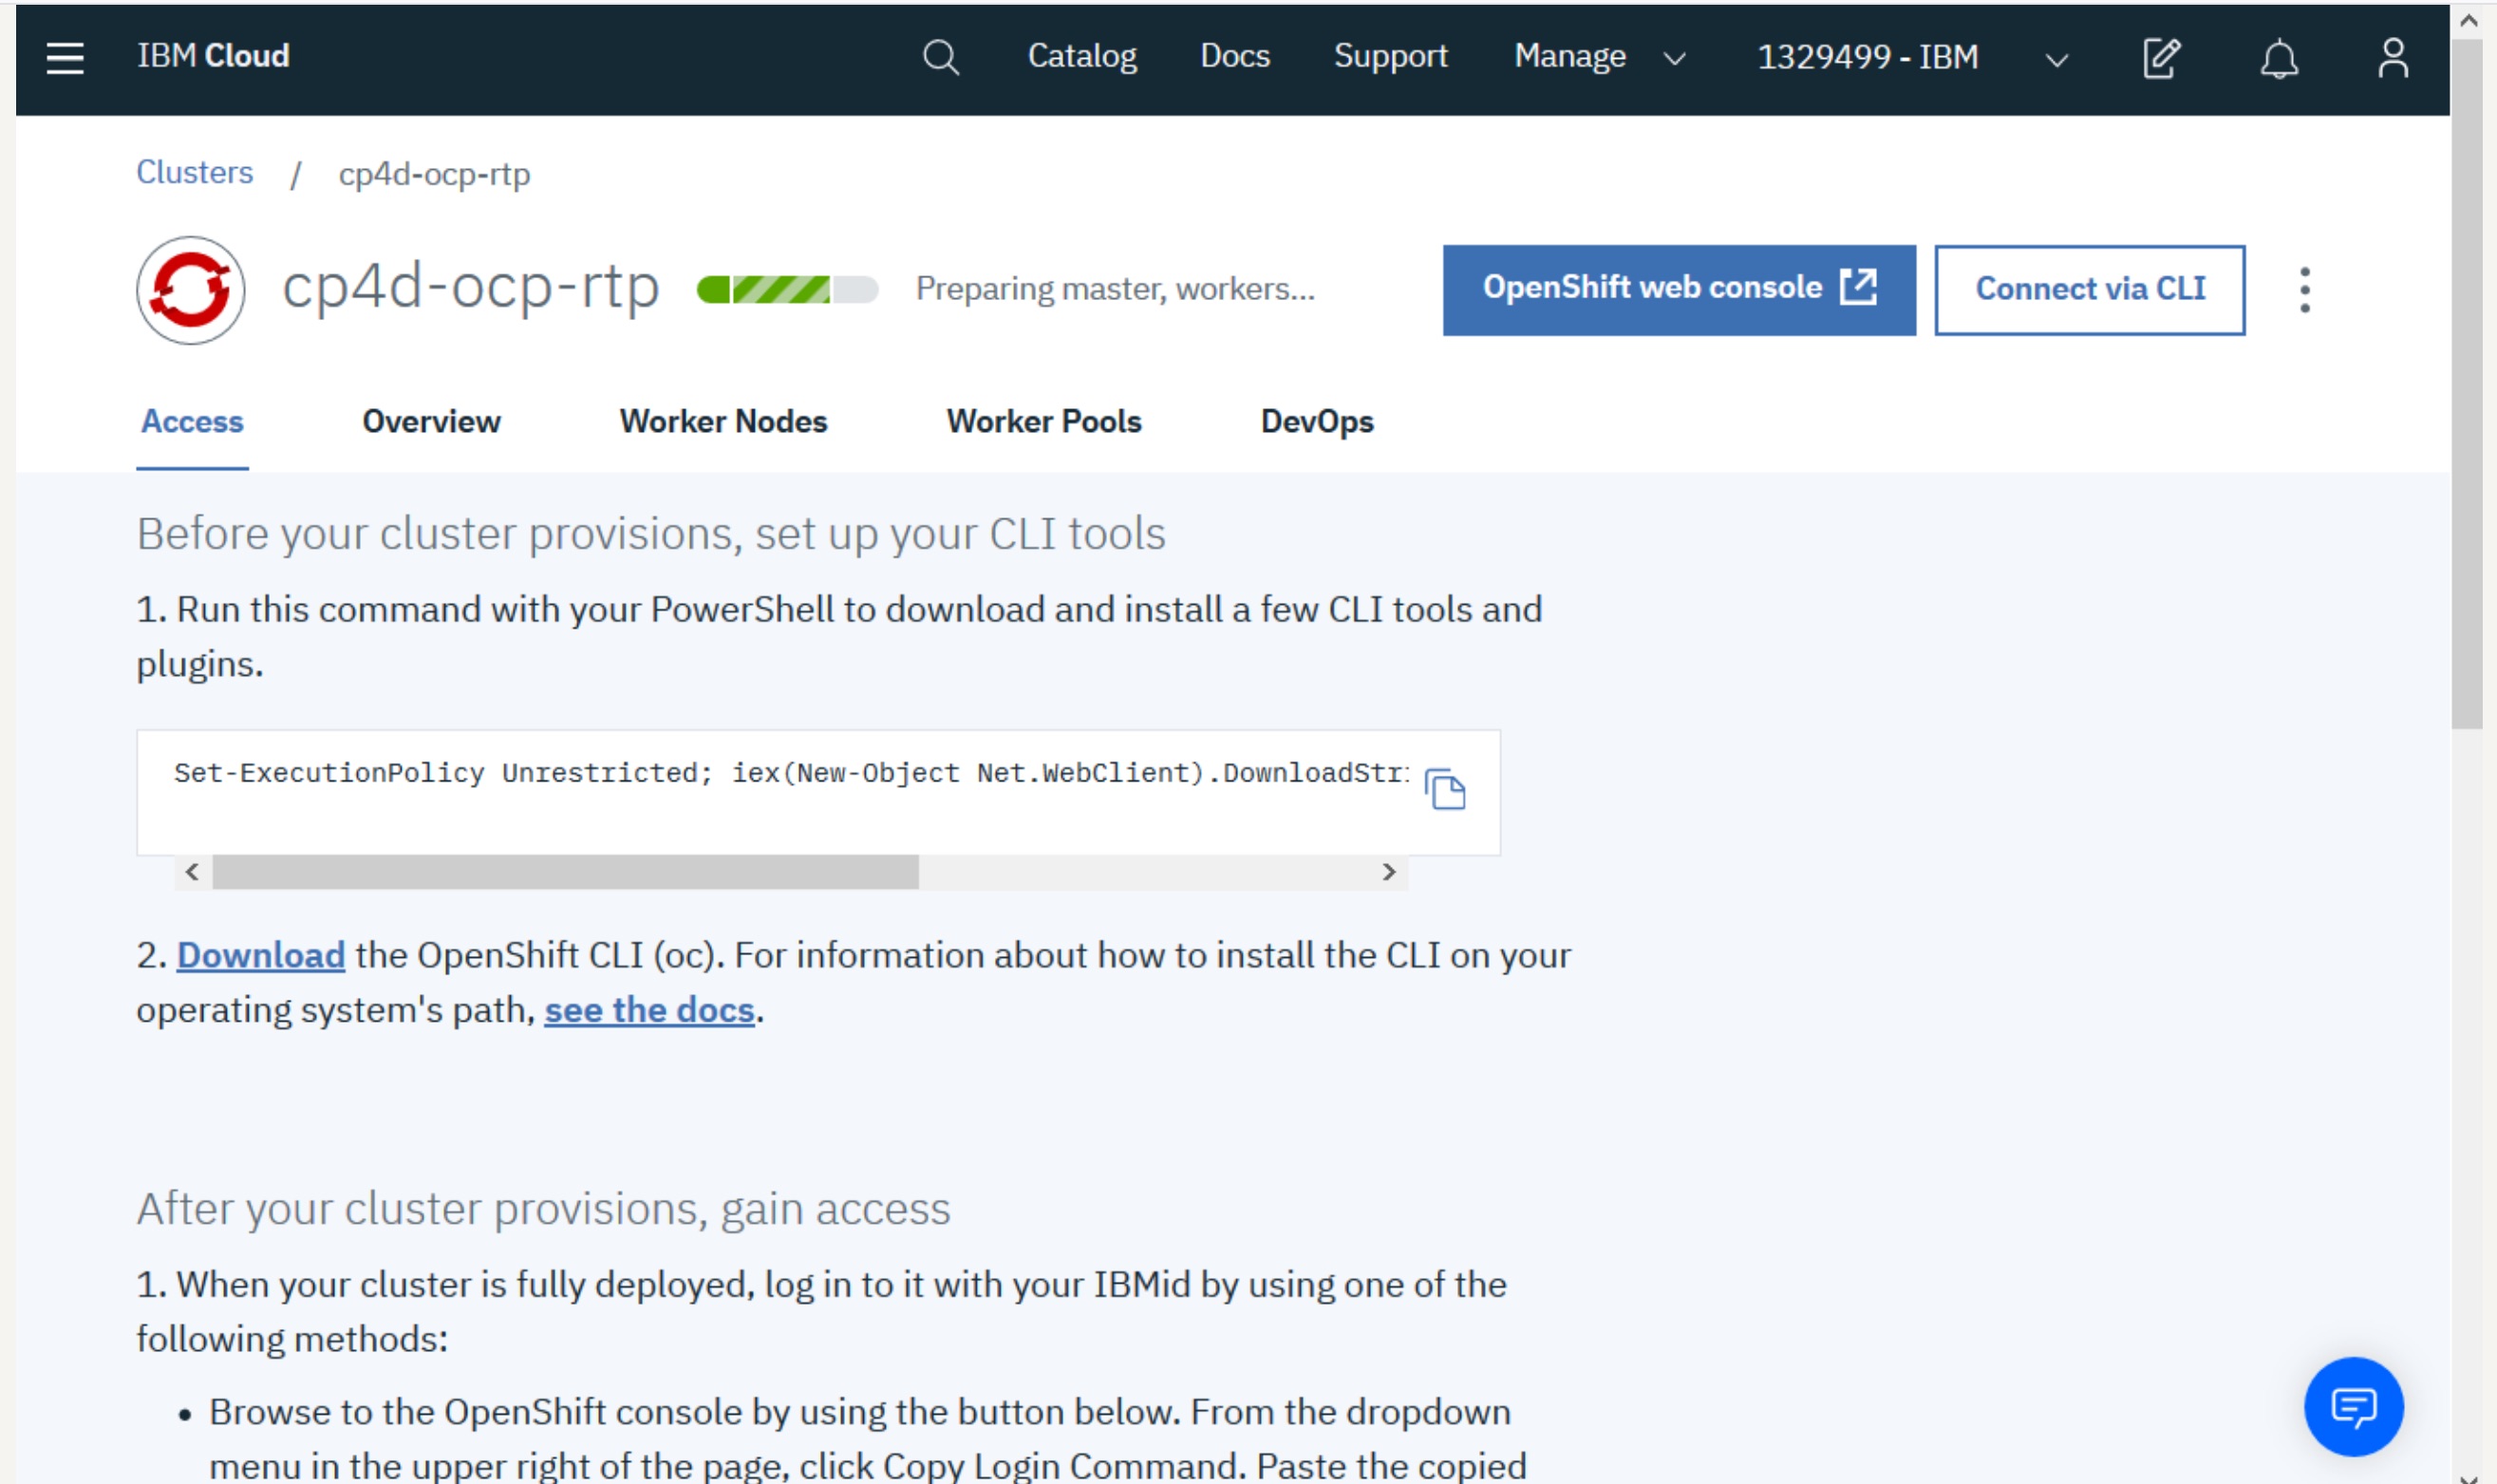 IBM Cloud
Catalog
Docs
Support
Manage
1329499 - IBM
Clusters / cp4d-ocp-rtp
cp4d-ocp-rtp
Preparing master, workers...
OpenShift web console
Connect via CLI
Access
Overview
Worker Nodes
Worker Pools
DevOps
Before your cluster provisions, set up your CLI tools
1. Run this command with your PowerShell to download and install a few CLI tools and
plugins.
Set-ExecutionPolicy Unrestricted; iex(New-Object Net.WebClient).DownloadStr
2. Download the OpenShift CLI (oc). For information about how to install the CLI on your
operating system's path, see the docs.
After your cluster provisions, gain access
1. When your cluster is fully deployed, log in to it with your IBMid by using one of the
following methods:
• Browse to the OpenShift console by using the button below. From the dropdown
menu in the upper right of the page, click Copy Login Command. Paste the copied